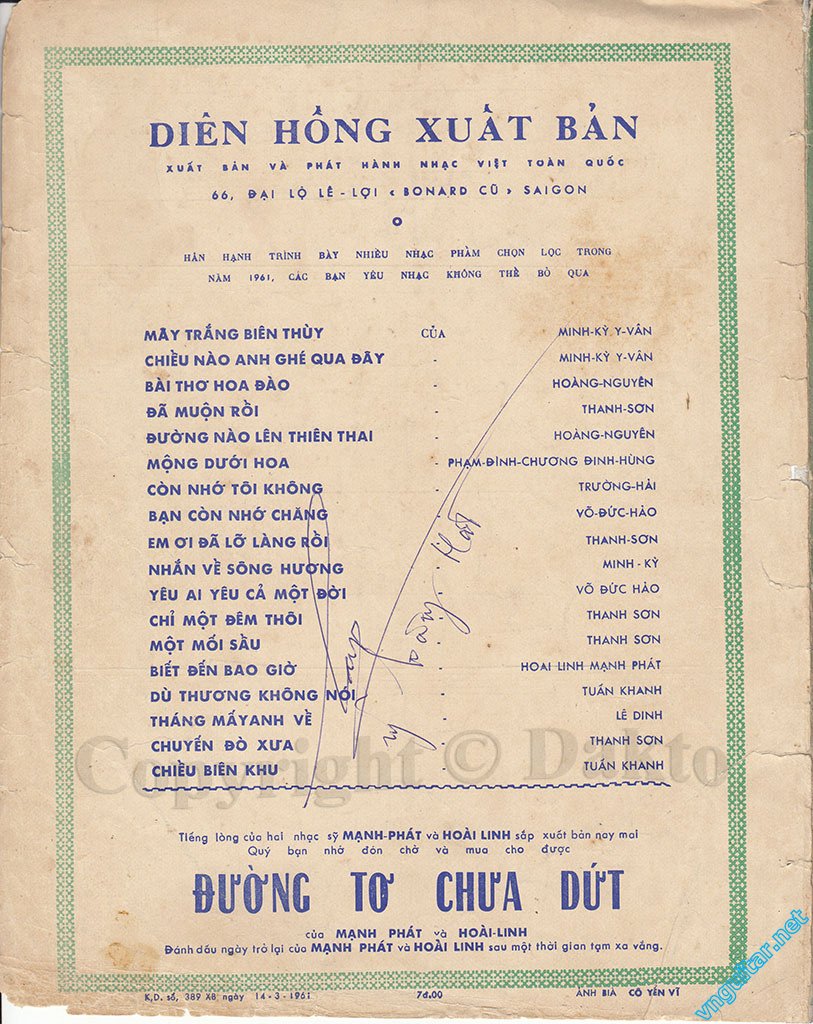 DIÊN HỒNG XUẤT BẢN
XUẤT BẢN VÀ PHÁT HÀNH NHẠC VIỆT TOÀN QUỐC
66, ĐẠI LỘ LÊ-LỢI « BONARD CŨ » SAIGON
HÂN HẠNH TRÌNH BÀY NHIỀU NHẠC PHẨM CHỌN LỌC TRONG
NĂM 1961, CÁC BẠN YÊU NHẠC KHÔNG THỂ BỎ QUA
MÂY TRẮNG BIÊN THÙY CỦA MINH-KỲ Y-VÂN
CHIỀU NÀO ANH GHÉ QUA ĐÂY - MINH-KỲ Y-VÂN
BÀI THƠ HOA ĐÀO - HOÀNG-NGUYÊN
ĐÃ MUỘN RỒI - THANH-SƠN
ĐƯỜNG NÀO LÊN THIÊN THAI - HOÀNG-NGUYÊN
MỘNG DƯỚI HOA - PHẠM-ĐÌNH-CHƯƠNG ĐINH-HÙNG
CÒN NHỚ TÔI KHÔNG - TRƯỜNG-HẢI
BẠN CÒN NHỚ CHĂNG - VÕ-ĐỨC-HẢO
EM ƠI ĐÃ LỠ LÀNG RỒI - THANH-SƠN
NHẮN VỀ SÔNG HƯƠNG - MINH - KỲ
YÊU AI YÊU CẢ MỘT ĐỜI - VÕ ĐỨC HẢO
CHỈ MỘT ĐÊM THÔI - THANH SƠN
MỘT MỐI SẦU - THANH SƠN
BIẾT ĐẾN BAO GIỜ - HOAI LINH MẠNH PHÁT
DÙ THƯƠNG KHÔNG NÓI - TUẤN KHANH
THÁNG MẤYANH VỀ - LÊ DINH
CHUYẾN ĐÒ XƯA - THANH SƠN
CHIỀU BIÊN KHU - TUẤN KHANH
Copyright © Dakto
Tiếng lòng của hai nhạc sỹ MẠNH-PHÁT và HOÀI LINH sắp xuất bản nay mai
Quý bạn nhớ đón chờ và mua cho được
ĐƯỜNG TƠ CHƯA DỨT
của MẠNH PHÁT và HOÀI-LINH
Đánh dấu ngày trở lại của MẠNH PHÁT và HOÀI LINH sau một thời gian tạm xa vắng.
K,D. số, 389 XB ngày 14-3-1961 7đ.00 ẢNH BIÀ CÔ YẾN VĨ
vnguitar.net